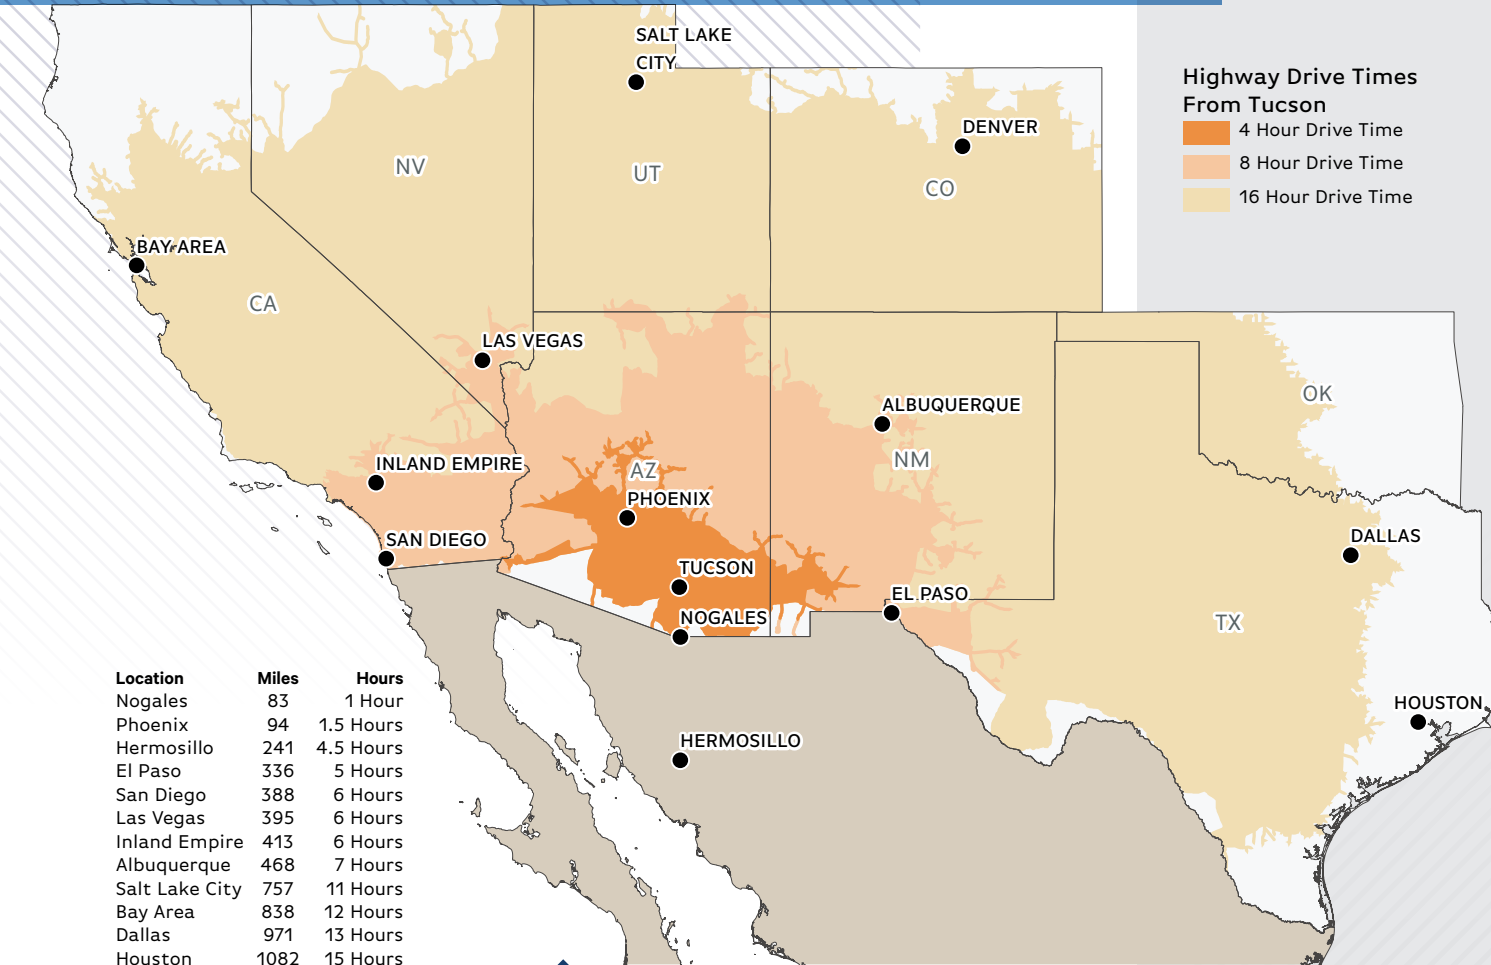 SALT LAKE
CITY
Highway Drive Times
From Tucson
4 Hour Drive Time
8 Hour Drive Time
16 Hour Drive Time
DENVER
NV
UT
CO
BAY AREA
CA
LAS VEGAS
OK
ALBUQUERQUE
NM
INLAND EMPIRE
AZ
PHOENIX
SAN DIEGO
DALLAS
TUCSON
EL PASO
NOGALES
TX
HOUSTON
HERMOSILLO
Location Miles Hours
Nogales 83 1 Hour
Phoenix 94 1.5 Hours
Hermosillo 241 4.5 Hours
El Paso 336 5 Hours
San Diego 388 6 Hours
Las Vegas 395 6 Hours
Inland Empire 413 6 Hours
Albuquerque 468 7 Hours
Salt Lake City 757 11 Hours
Bay Area 838 12 Hours
Dallas 971 13 Hours
Houston 1082 15 Hours